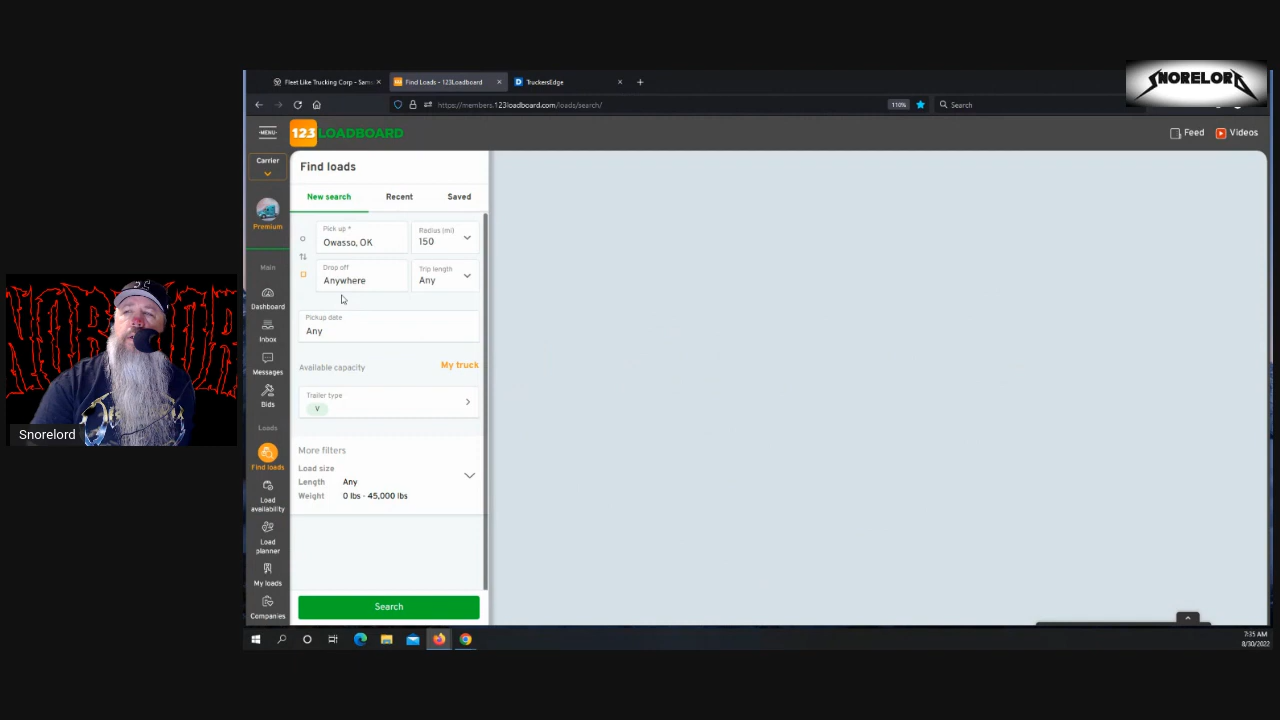 SNORELORD
Fleet Like Trucking Corp - Sams
Find Loads - 123Loadboard
TruckersEdge
https://members.123loadboard.com/loads/search/
110%
Search
MENU
123 LOADBOARD
Feed
Videos
Carrier
Premium
Main
Dashboard
Inbox
Messages
Bids
Loads
Find loads
Load availability
Load planner
My loads
Companies
Find loads
New search
Recent
Saved
Pick up *
Owasso, OK
Radius (mi)
150
Drop off
Anywhere
Trip length
Any
Pickup date
Any
Available capacity
My truck
Trailer type
V
More filters
Load size
Length Any
Weight 0 lbs - 45,000 lbs
Search
Snorelord
7:35 AM
8/30/2022